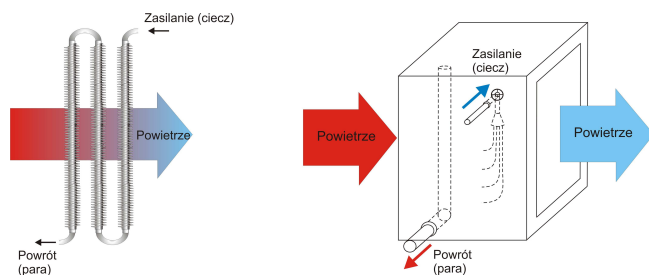 Zasilanie (ciecz)
Powietrze
Powrót
(para)
Zasilanie
(ciecz)
Powietrze
Powietrze
Powrót
(para)